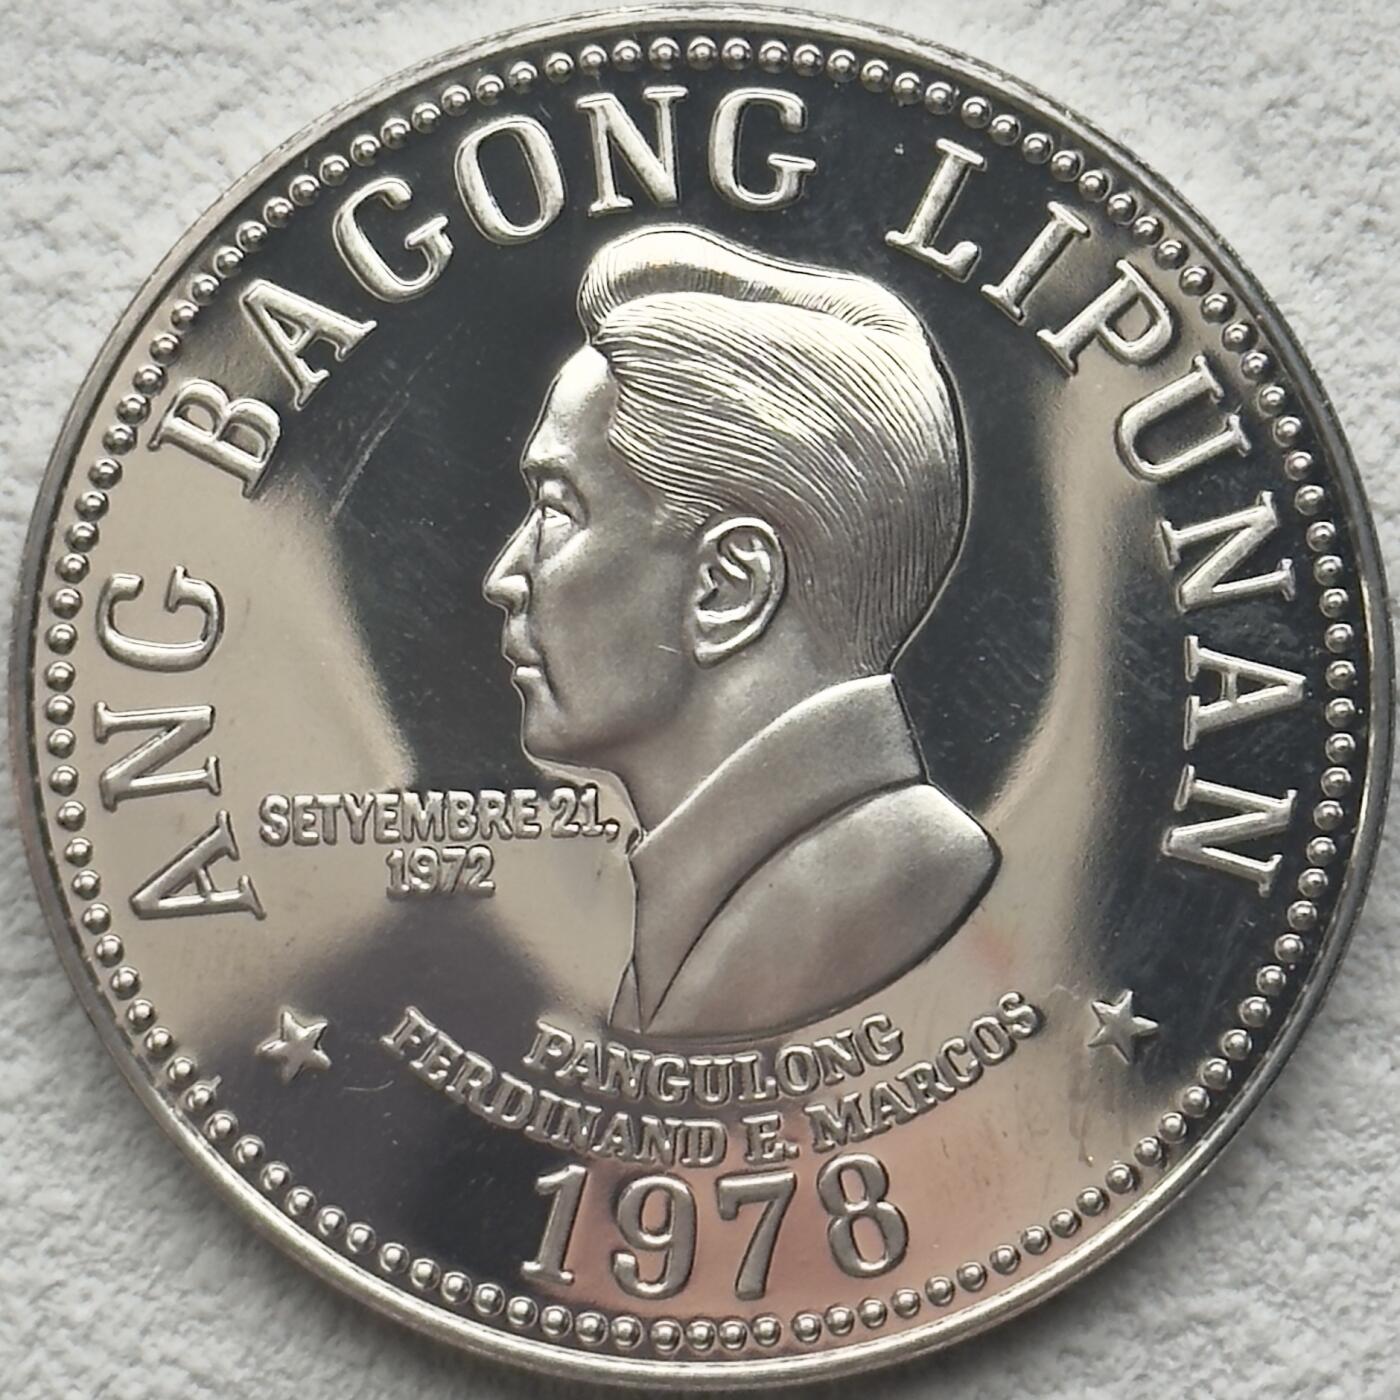 ANG BAGONG LIPUNAN
SETYEMBRE 21,
1972
PANGULONG
FERDINAND E. MARCOS
1978